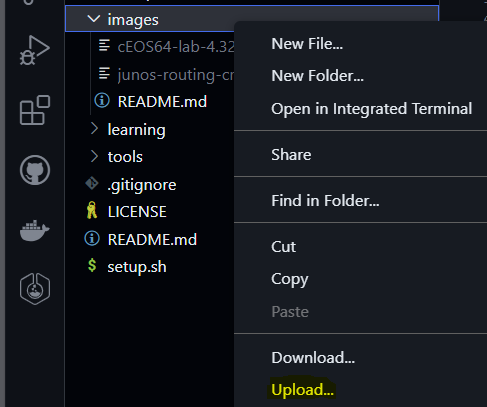 images
cEOS64-lab-4.32
junos-routing-cr
README.md
learning
tools
.gitignore
LICENSE
README.md
setup.sh
New File...
New Folder...
Open in Integrated Terminal
Share
Find in Folder...
Cut
Copy
Paste
Download...
Upload...